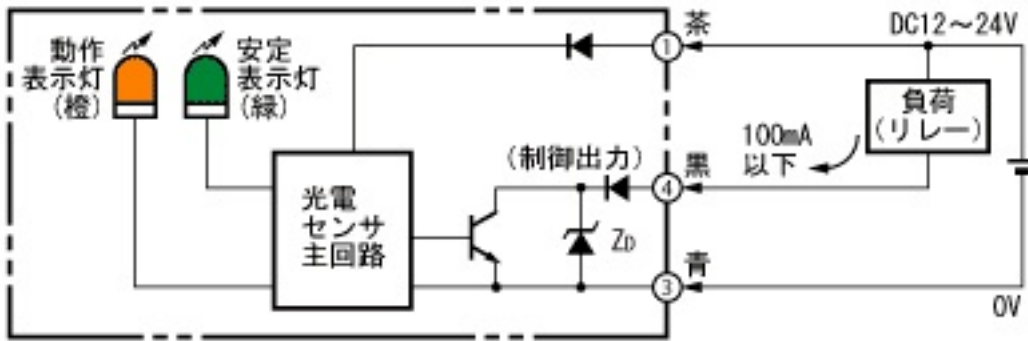 動作
表示灯
(橙)
安定
表示灯
(緑)
光電
センサ
主回路
(制御出力)
ZD
茶
①
黒
④
青
③
100mA
以下
DC12～24V
負荷
(リレー)
0V